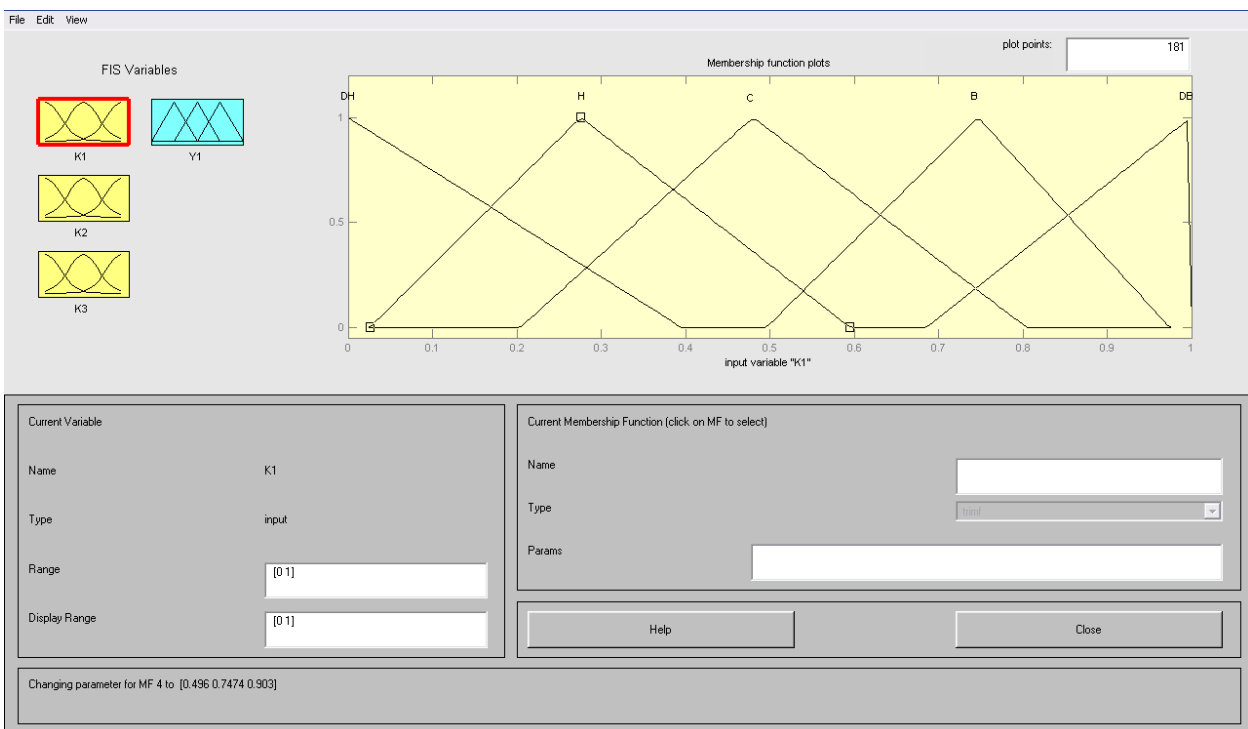 File Edit View
plot points: 181
FIS Variables
Membership function plots
DH H C B DB
1
K1 Y1
0.5
K2
0
K3
0 0.1 0.2 0.3 0.4 0.5 0.6 0.7 0.8 0.9 1
input variable "K1"
Current Variable
Name K1
Type input
Range [0 1]
Display Range [0 1]
Current Membership Function (click on MF to select)
Name
Type trimf
Params
Help Close
Changing parameter for MF 4 to [0.496 0.7474 0.903]